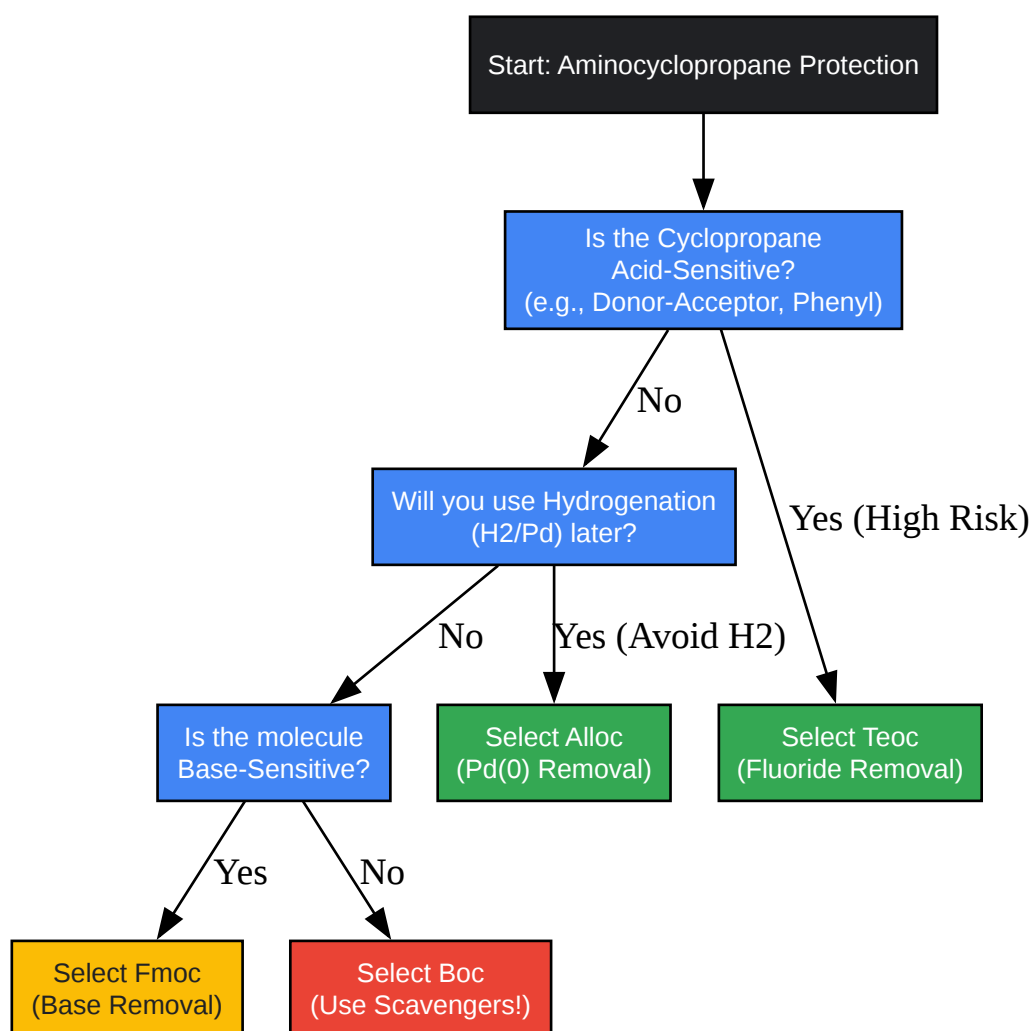 Start: Aminocyclopropane Protection
Is the Cyclopropane
Acid-Sensitive?
(e.g., Donor-Acceptor, Phenyl)
No
Yes (High Risk)
Will you use Hydrogenation
(H2/Pd) later?
No
Yes (Avoid H2)
Is the molecule
Base-Sensitive?
Select Alloc
(Pd(0) Removal)
Select Teoc
(Fluoride Removal)
Yes
No
Select Fmoc
(Base Removal)
Select Boc
(Use Scavengers!)